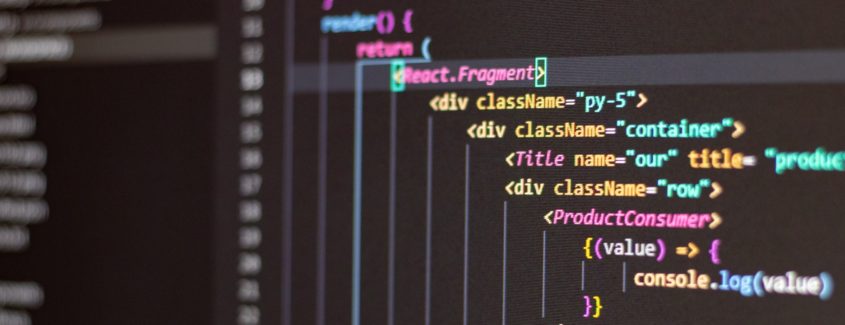 render() {
return (
<React.Fragment>
<div className="py-5">
<div className="container">
<Title name="our" title= "produc
<div className="row">
<ProductConsumer>
{(value) => {
console.log(value)
}}